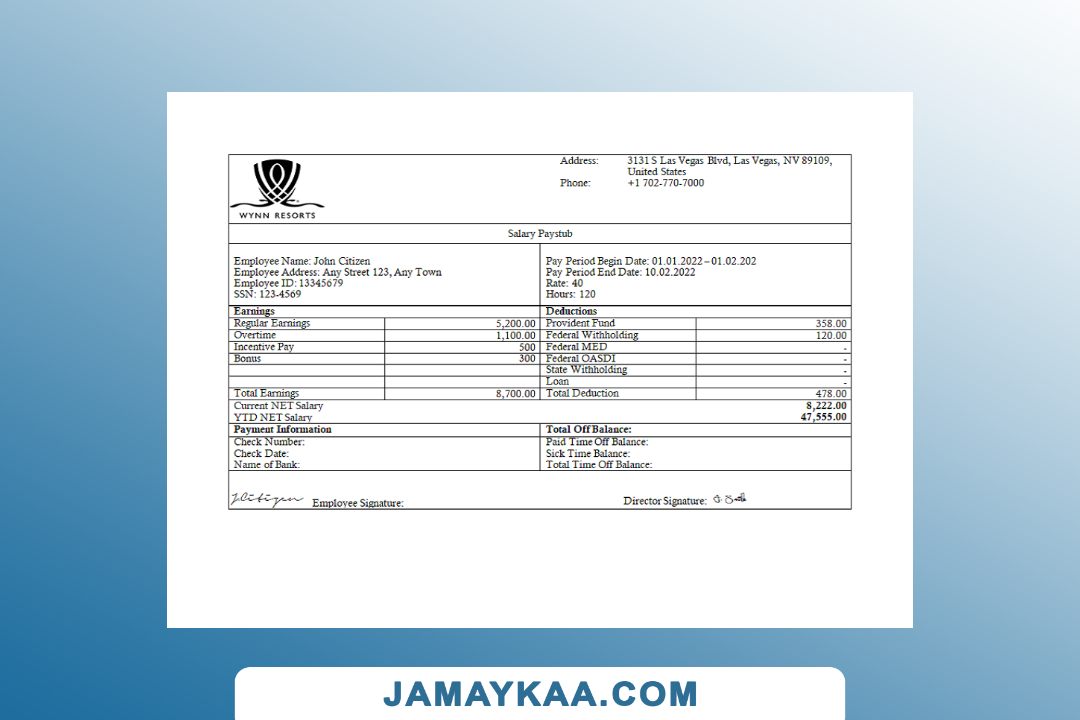 WYNN RESORTS
Address: 3131 S Las Vegas Blvd, Las Vegas, NV 89109,
United States
Phone: +1 702-770-7000
Salary Paystub
Employee Name: John Citizen
Employee Address: Any Street 123, Any Town
Employee ID: 13345679
SSN: 123-4569
Pay Period Begin Date: 01.01.2022 – 01.02.202
Pay Period End Date: 10.02.2022
Rate: 40
Hours: 120
Earnings Deductions
Regular Earnings 5,200.00 Provident Fund 358.00
Overtime 1,100.00 Federal Withholding 120.00
Incentive Pay 500 Federal MED -
Bonus 300 Federal OASDI -
State Withholding -
Loan -
Total Earnings 8,700.00 Total Deduction 478.00
Current NET Salary 8,222.00
YTD NET Salary 47,555.00
Payment Information Total Off Balance:
Check Number: Paid Time Off Balance:
Check Date: Sick Time Balance:
Name of Bank: Total Time Off Balance:
J.Citizen Employee Signature: Director Signature:
JAMAYKAA.COM